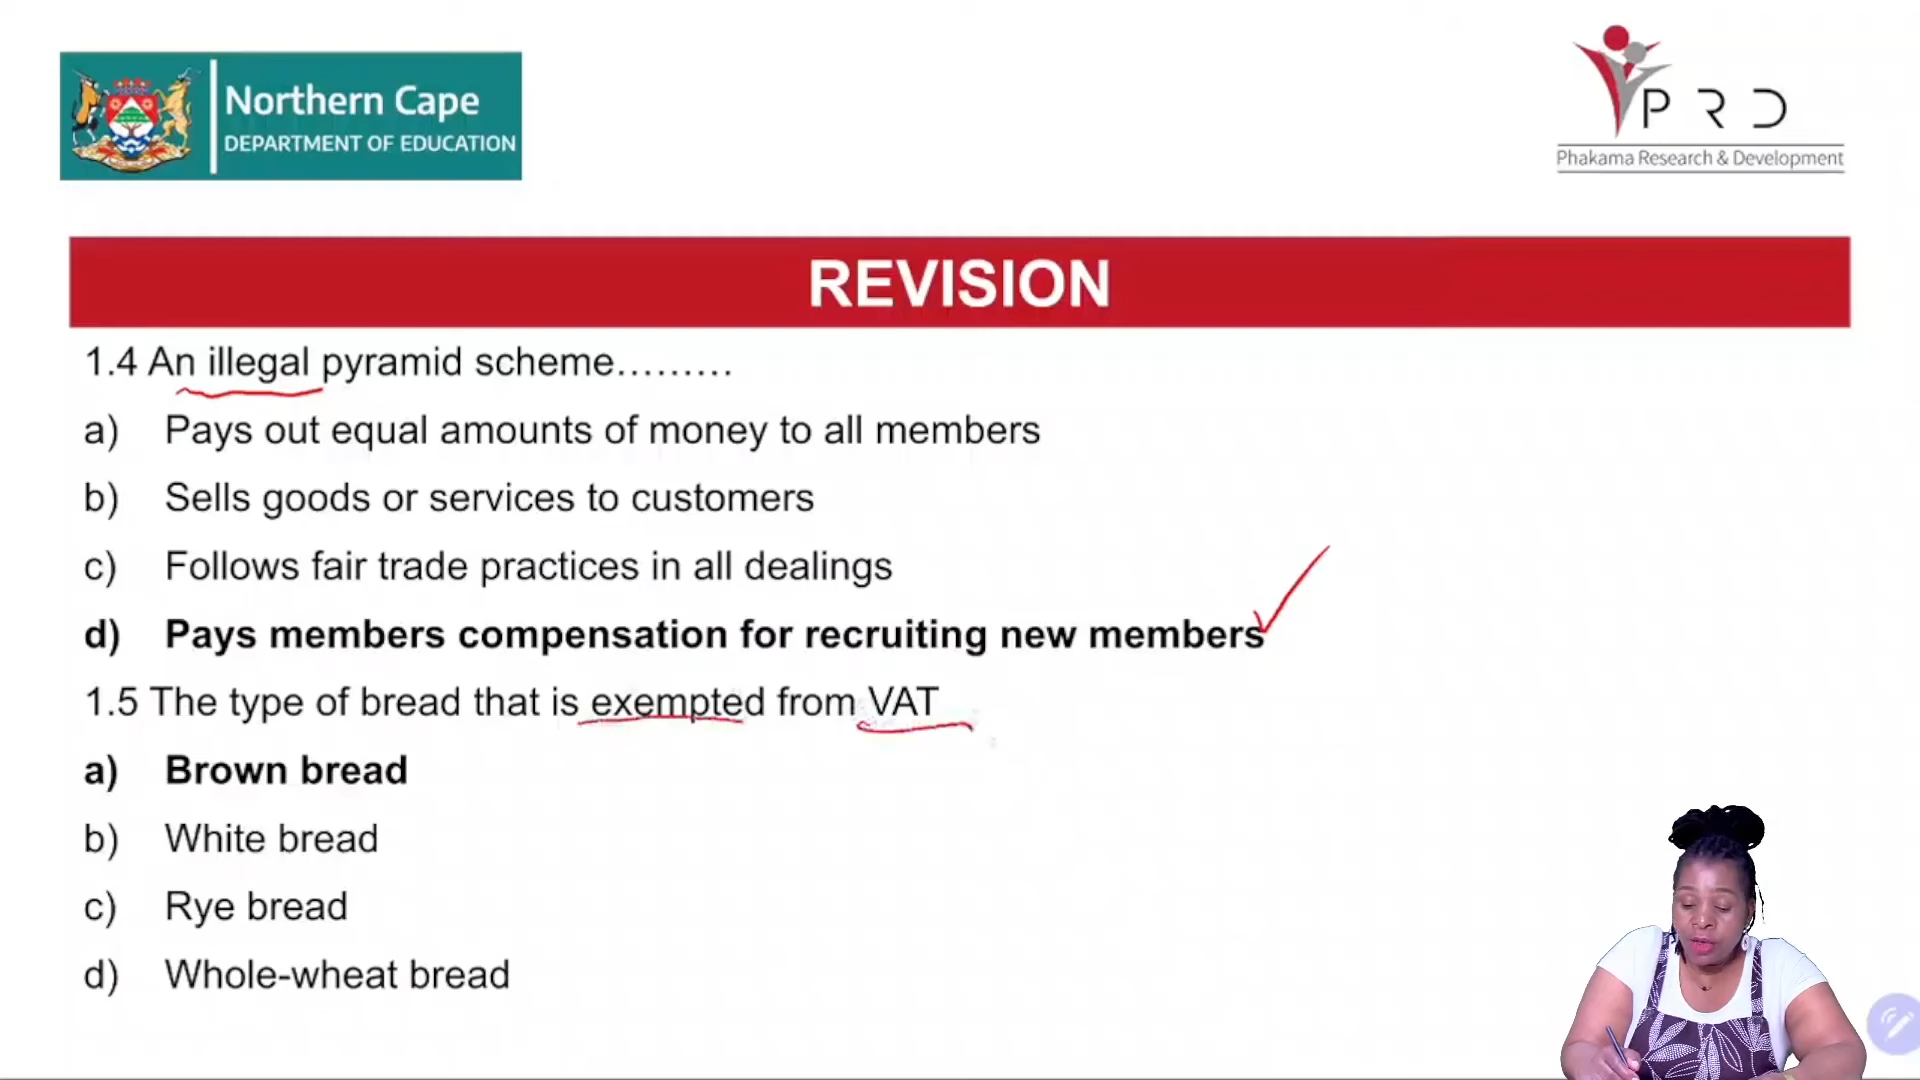 Northern Cape
DEPARTMENT OF EDUCATION
PRD
Phakama Research & Development
REVISION
1.4 An illegal pyramid scheme.........
a) Pays out equal amounts of money to all members
b) Sells goods or services to customers
c) Follows fair trade practices in all dealings
d) Pays members compensation for recruiting new members
1.5 The type of bread that is exempted from VAT
a) Brown bread
b) White bread
c) Rye bread
d) Whole-wheat bread